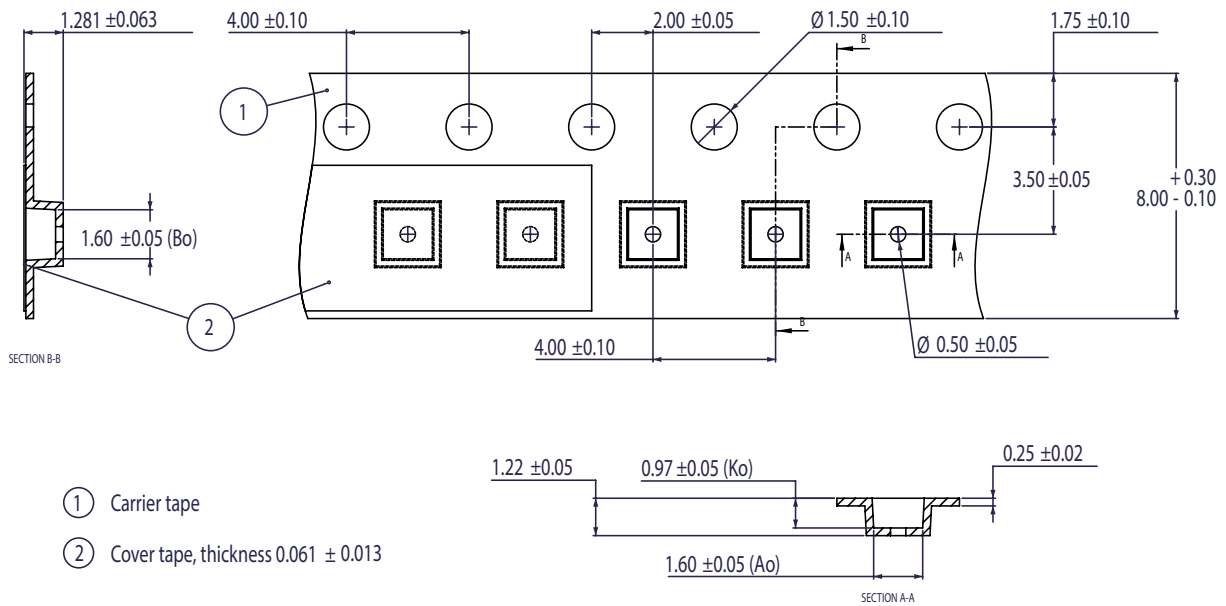 1.281 ±0.063
4.00 ±0.10
2.00 ±0.05
Ø 1.50 ±0.10
1.75 ±0.10
B
1
3.50 ±0.05
+ 0.30
8.00 - 0.10
1.60 ±0.05 (Bo)
A
A
2
B
SECTION B-B
4.00 ±0.10
Ø 0.50 ±0.05
1.22 ±0.05
0.97 ±0.05 (Ko)
0.25 ±0.02
1 Carrier tape
2 Cover tape, thickness 0.061 ± 0.013
1.60 ±0.05 (Ao)
SECTION A-A